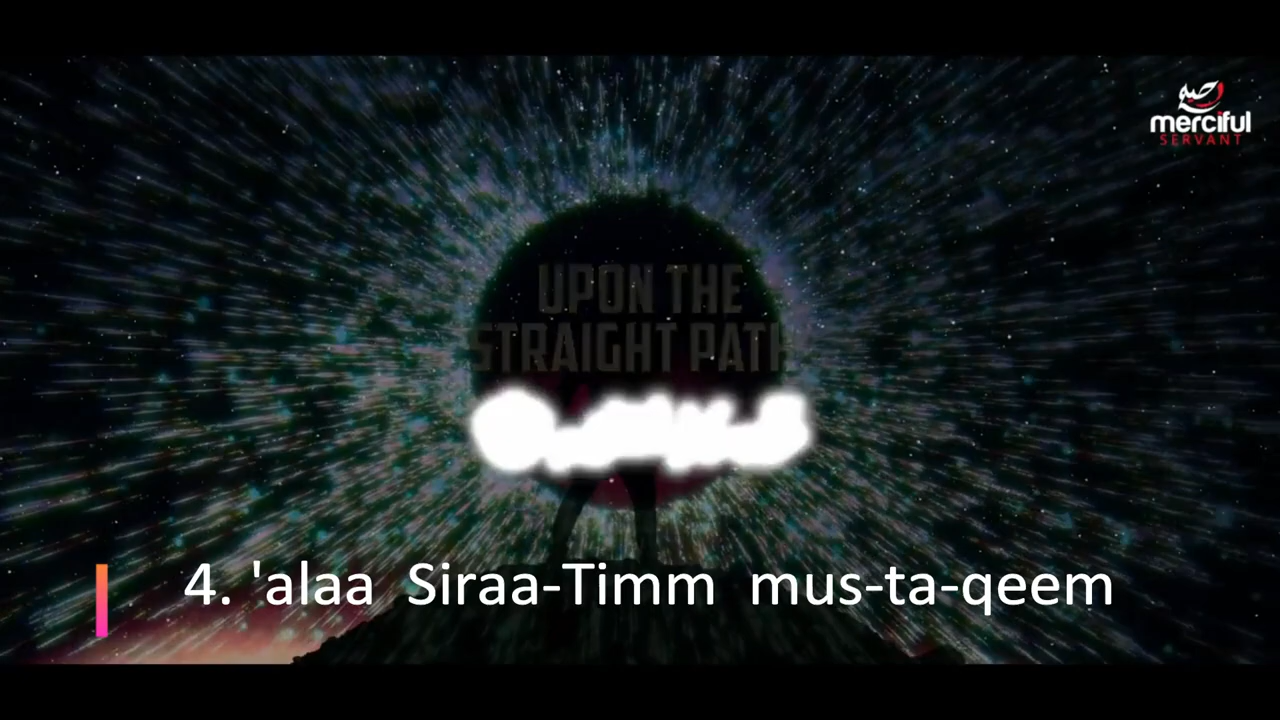 merciful
SERVANT
UPON THE
STRAIGHT PATH
4. 'alaa Siraa-Timm mus-ta-qeem